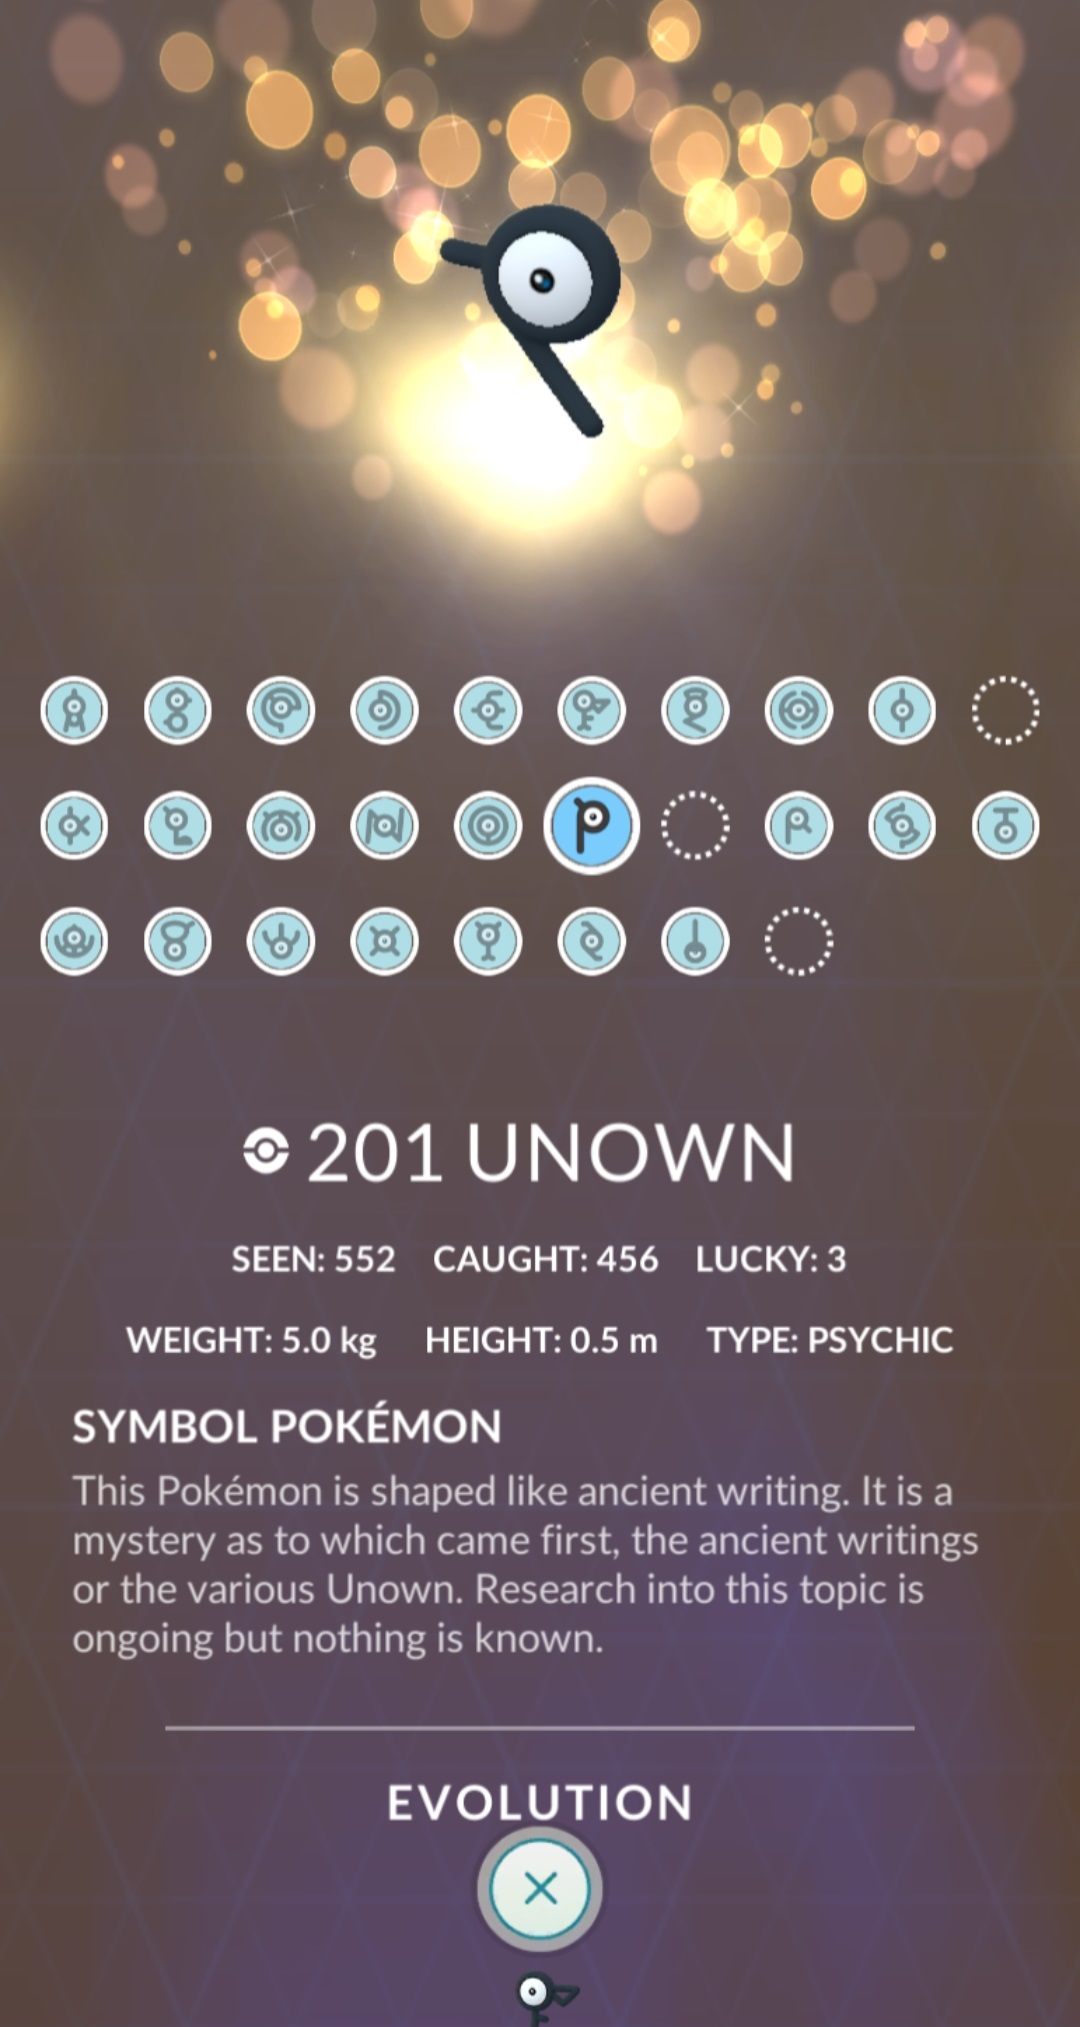 201 UNOWN
SEEN: 552 CAUGHT: 456 LUCKY: 3
WEIGHT: 5.0 kg HEIGHT: 0.5 m TYPE: PSYCHIC
SYMBOL POKÉMON
This Pokémon is shaped like ancient writing. It is a
mystery as to which came first, the ancient writings
or the various Unown. Research into this topic is
ongoing but nothing is known.
EVOLUTION